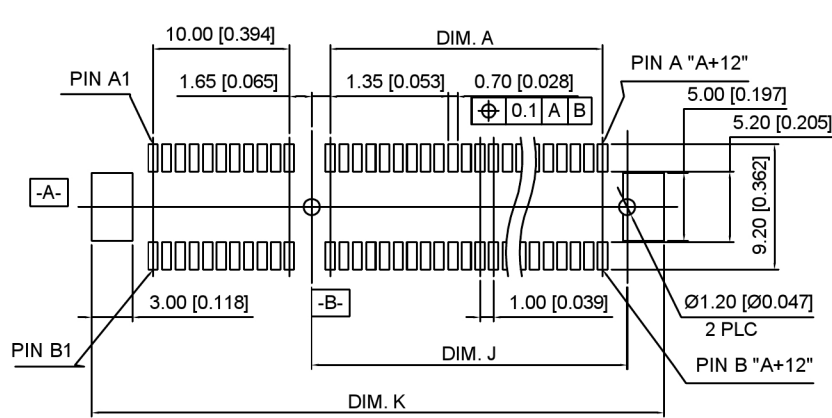 10.00 [0.394]
DIM. A
PIN A "A+12"
PIN A1
1.65 [0.065]
1.35 [0.053]
0.70 [0.028]
5.00 [0.197]
0.1 A B
5.20 [0.205]
-A-
9.20 [0.362]
3.00 [0.118]
-B-
1.00 [0.039]
Ø1.20 [Ø0.047]
2 PLC
PIN B1
DIM. J
PIN B "A+12"
DIM. K